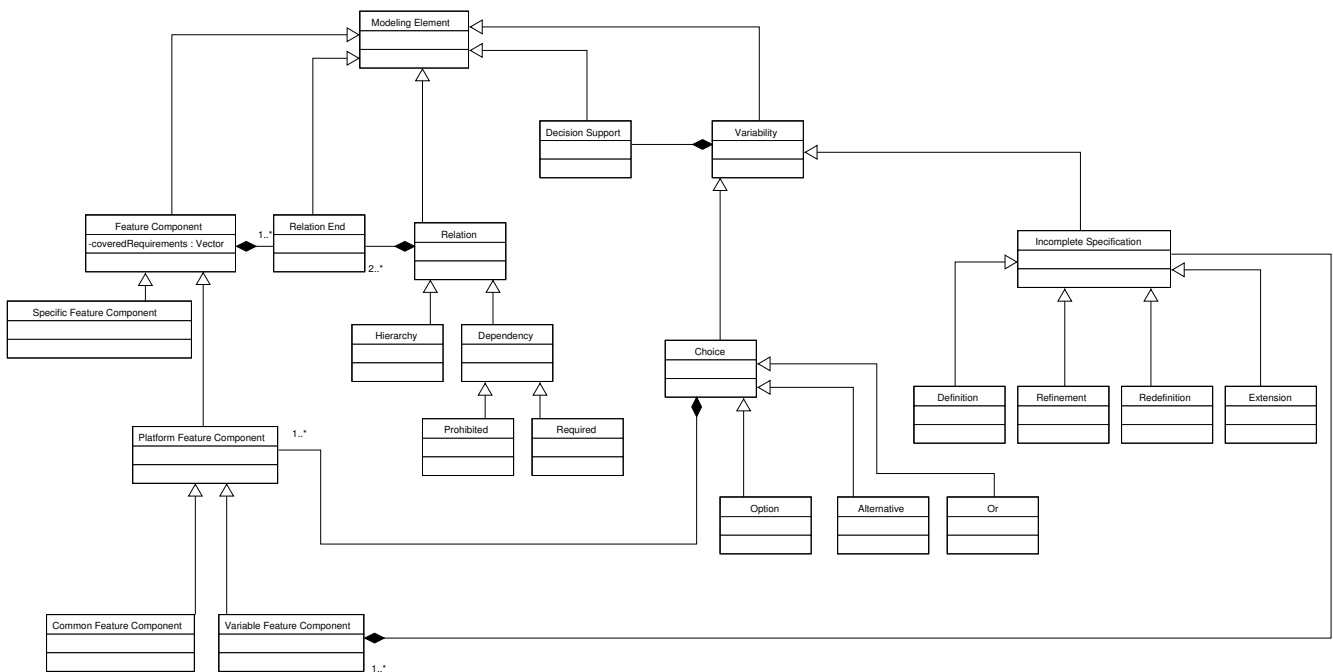 Modeling Element
Decision Support
Variability
Feature Component
-coveredRequirements : Vector
1..*
Relation End
2..*
Relation
Incomplete Specification
Specific Feature Component
Hierarchy
Dependency
Choice
Definition
Refinement
Redefinition
Extension
Platform Feature Component
1..*
Prohibited
Required
Option
Alternative
Or
Common Feature Component
Variable Feature Component
1..*